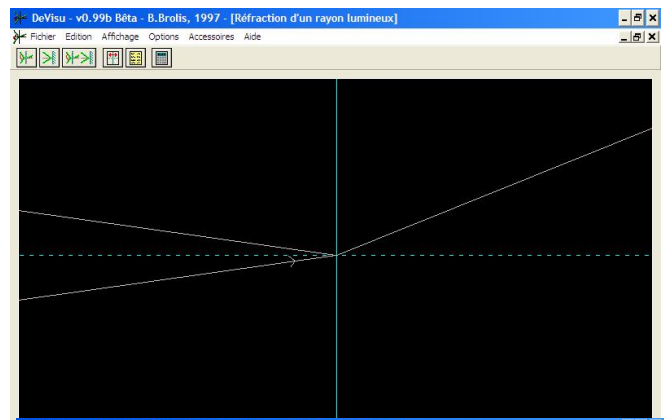 DeVisu - v0.99b Bêta - B.Brolis, 1997 - [Réfraction d'un rayon lumineux]
Fichier Edition Affichage Options Accessoires Aide